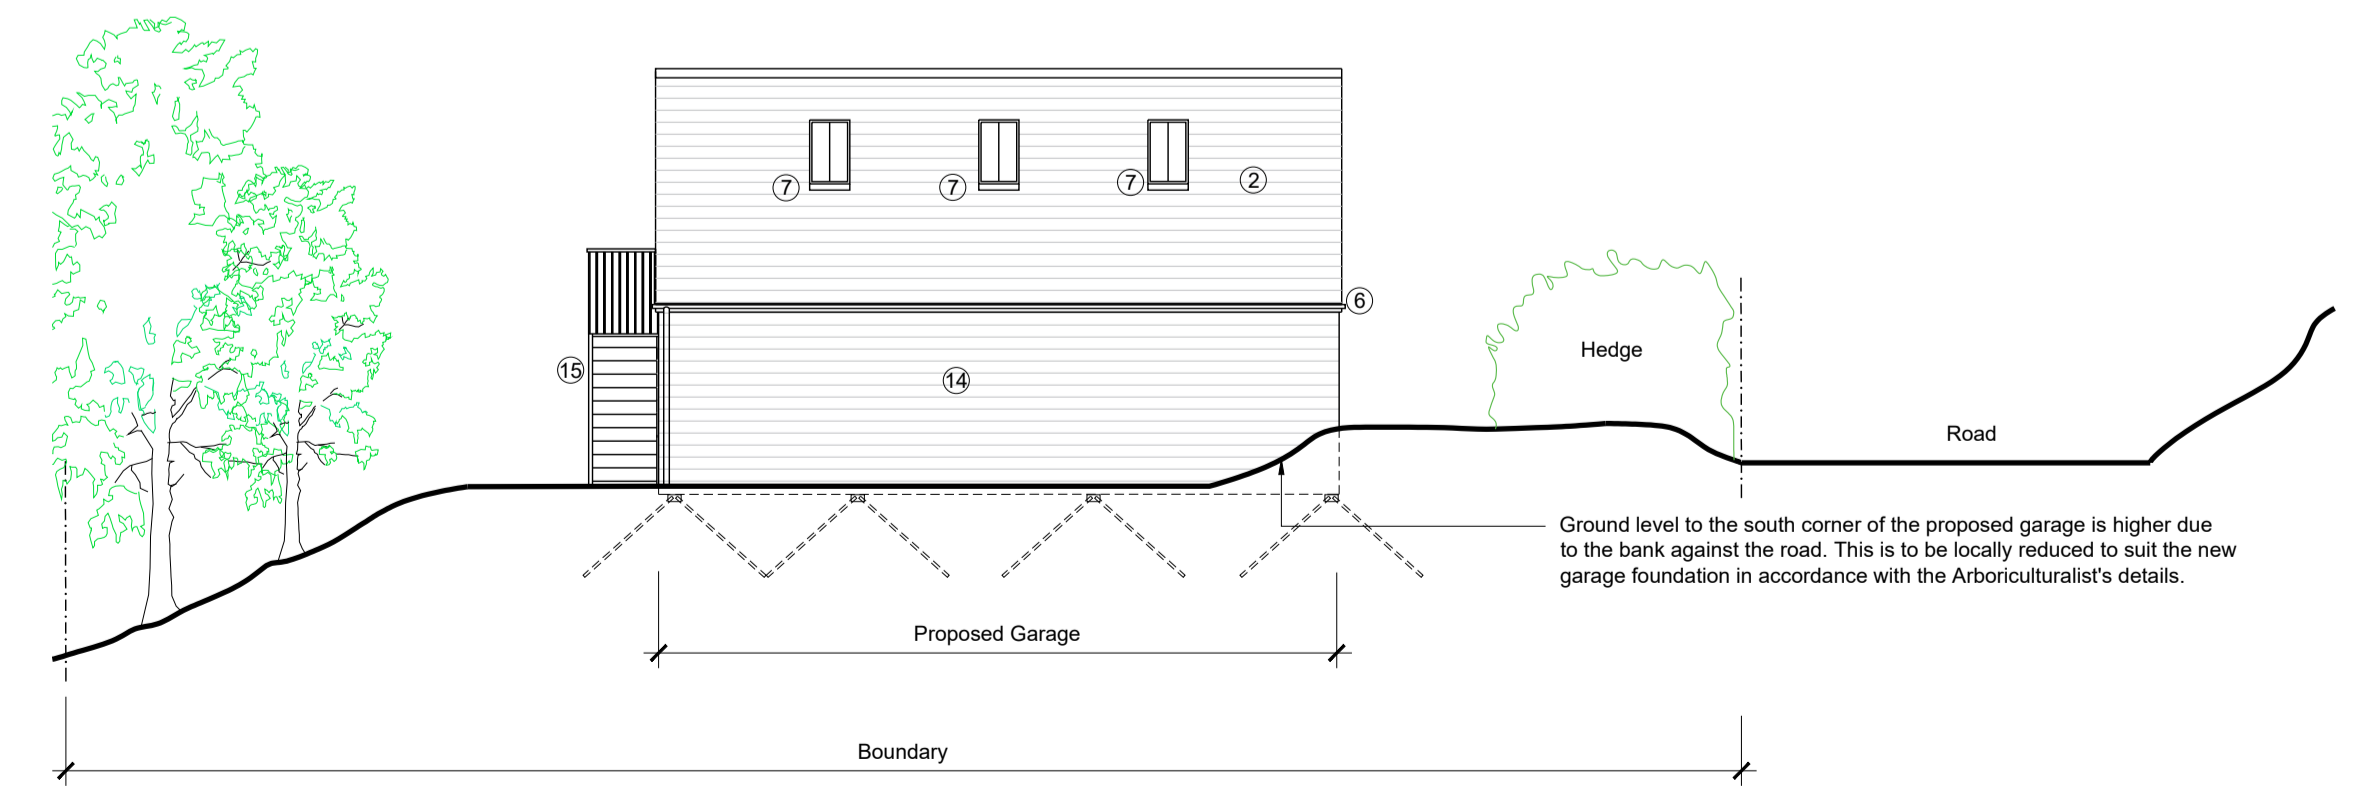 7
7
7
2
6
Hedge
15
14
Road
Ground level to the south corner of the proposed garage is higher due
to the bank against the road. This is to be locally reduced to suit the new
garage foundation in accordance with the Arboriculturalist's details.
Proposed Garage
Boundary